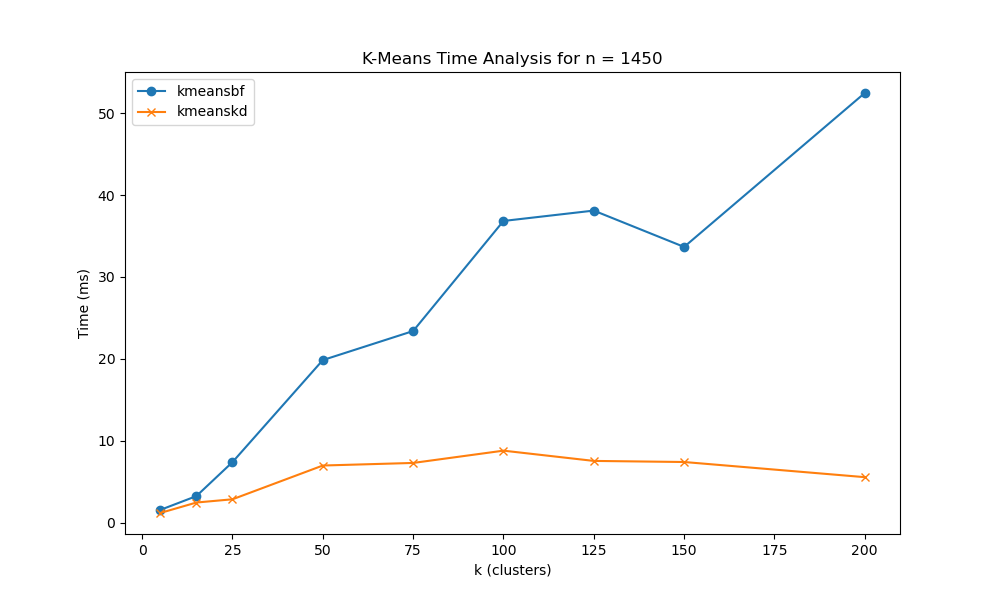 K-Means Time Analysis for n = 1450
kmeansbf
kmeanskd
50
40
30
20
10
0
Time (ms)
0 25 50 75 100 125 150 175 200
k (clusters)